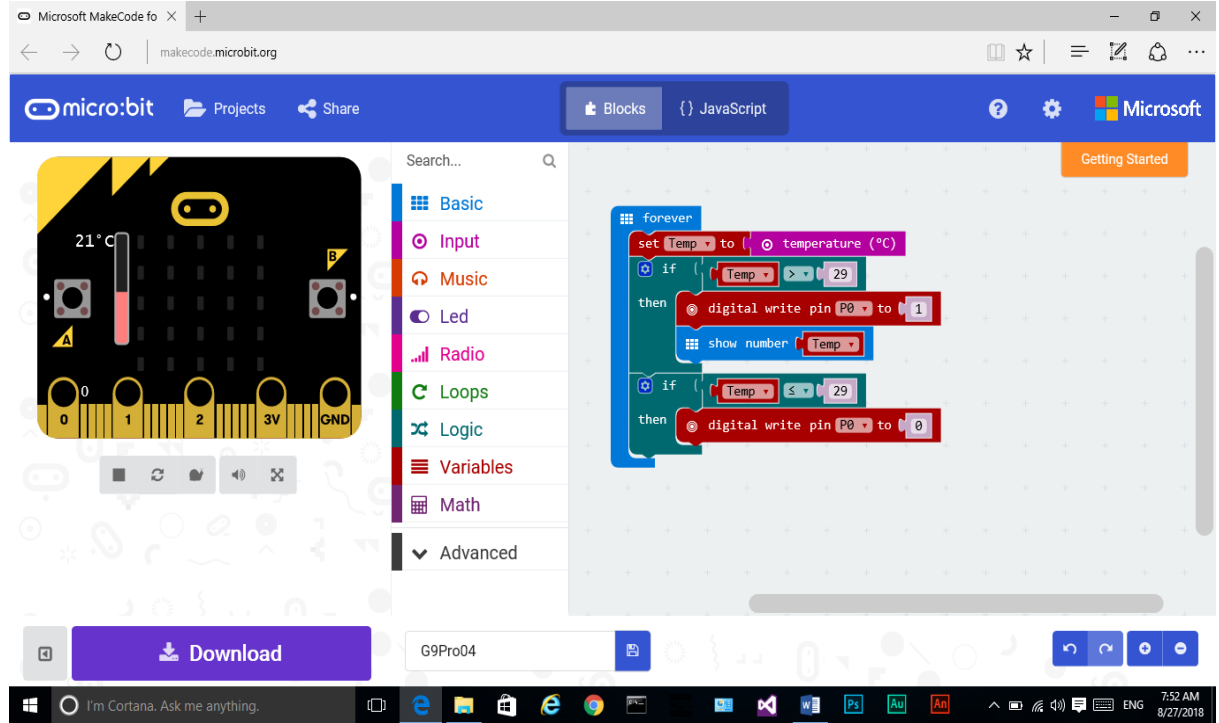 Microsoft MakeCode fo
makecode.microbit.org
micro:bit Projects Share Blocks {} JavaScript ? Microsoft
Getting Started
Search...
Basic
Input
Music
Led
Radio
Loops
Logic
Variables
Math
Advanced
21°C
B
A
0
0 1 2 3V GND
forever
set Temp to temperature (°C)
if Temp > 29
then digital write pin P0 to 1
show number Temp
if Temp ≤ 29
then digital write pin P0 to 0
Download
G9Pro04
I'm Cortana. Ask me anything.
Ps Au An
ENG
7:52 AM
8/27/2018